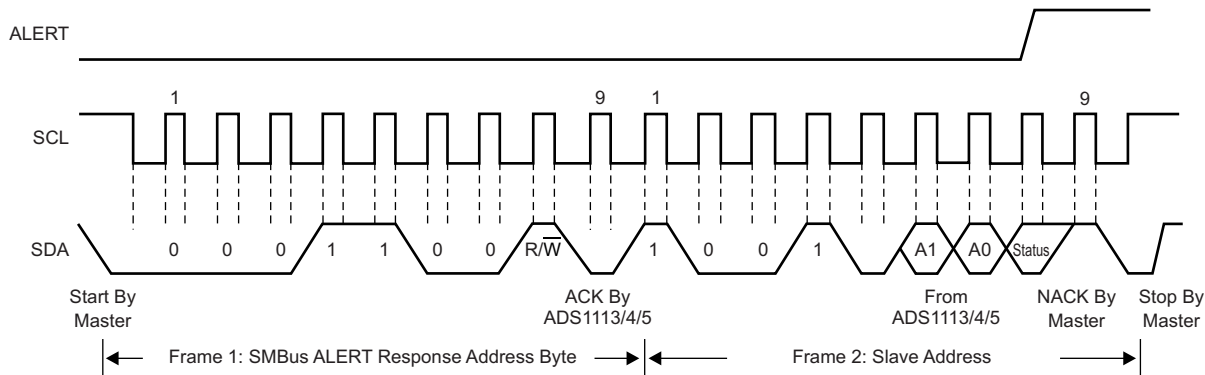 ALERT
1 9 1 9
SCL
SDA
0 0 0 1 1 0 0 R/W 1 0 0 1 A1 A0 Status
Start By
Master
ACK By
ADS1113/4/5
From
ADS1113/4/5
NACK By
Master
Stop By
Master
Frame 1: SMBus ALERT Response Address Byte
Frame 2: Slave Address